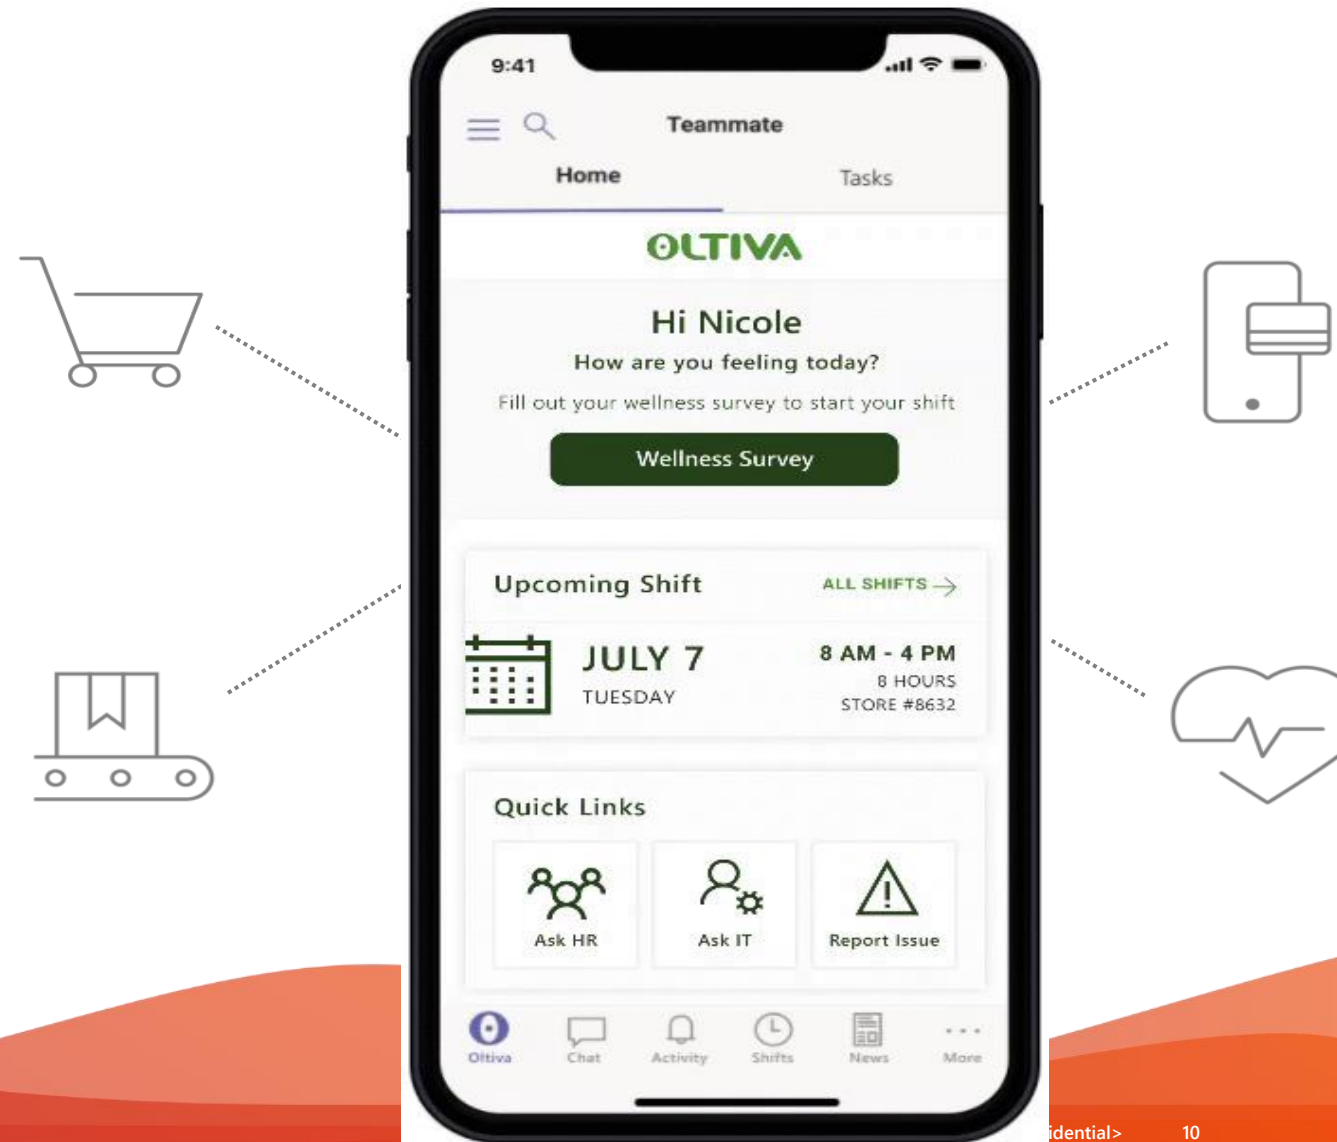 9:41
Teammate
Home Tasks
OLTIVA
Hi Nicole
How are you feeling today?
Fill out your wellness survey to start your shift
Wellness Survey
Upcoming Shift ALL SHIFTS
JULY 7 8 AM - 4 PM
TUESDAY 8 HOURS
STORE #8632
Quick Links
Ask HR Ask IT Report Issue
Oltiva Chat Activity Shifts News More
idential> 10